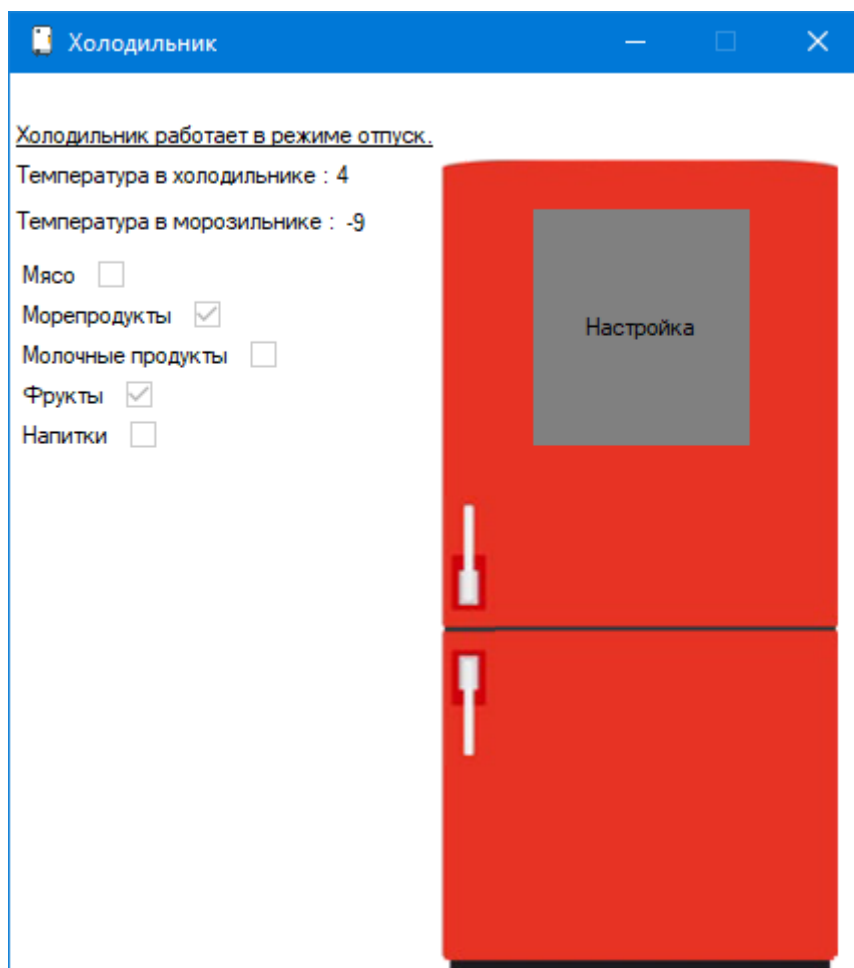 Холодильник
Холодильник работает в режиме отпуск.
Температура в холодильнике : 4
Температура в морозильнике : -9
Мясо
Морепродукты
Молочные продукты
Фрукты
Напитки
Настройка